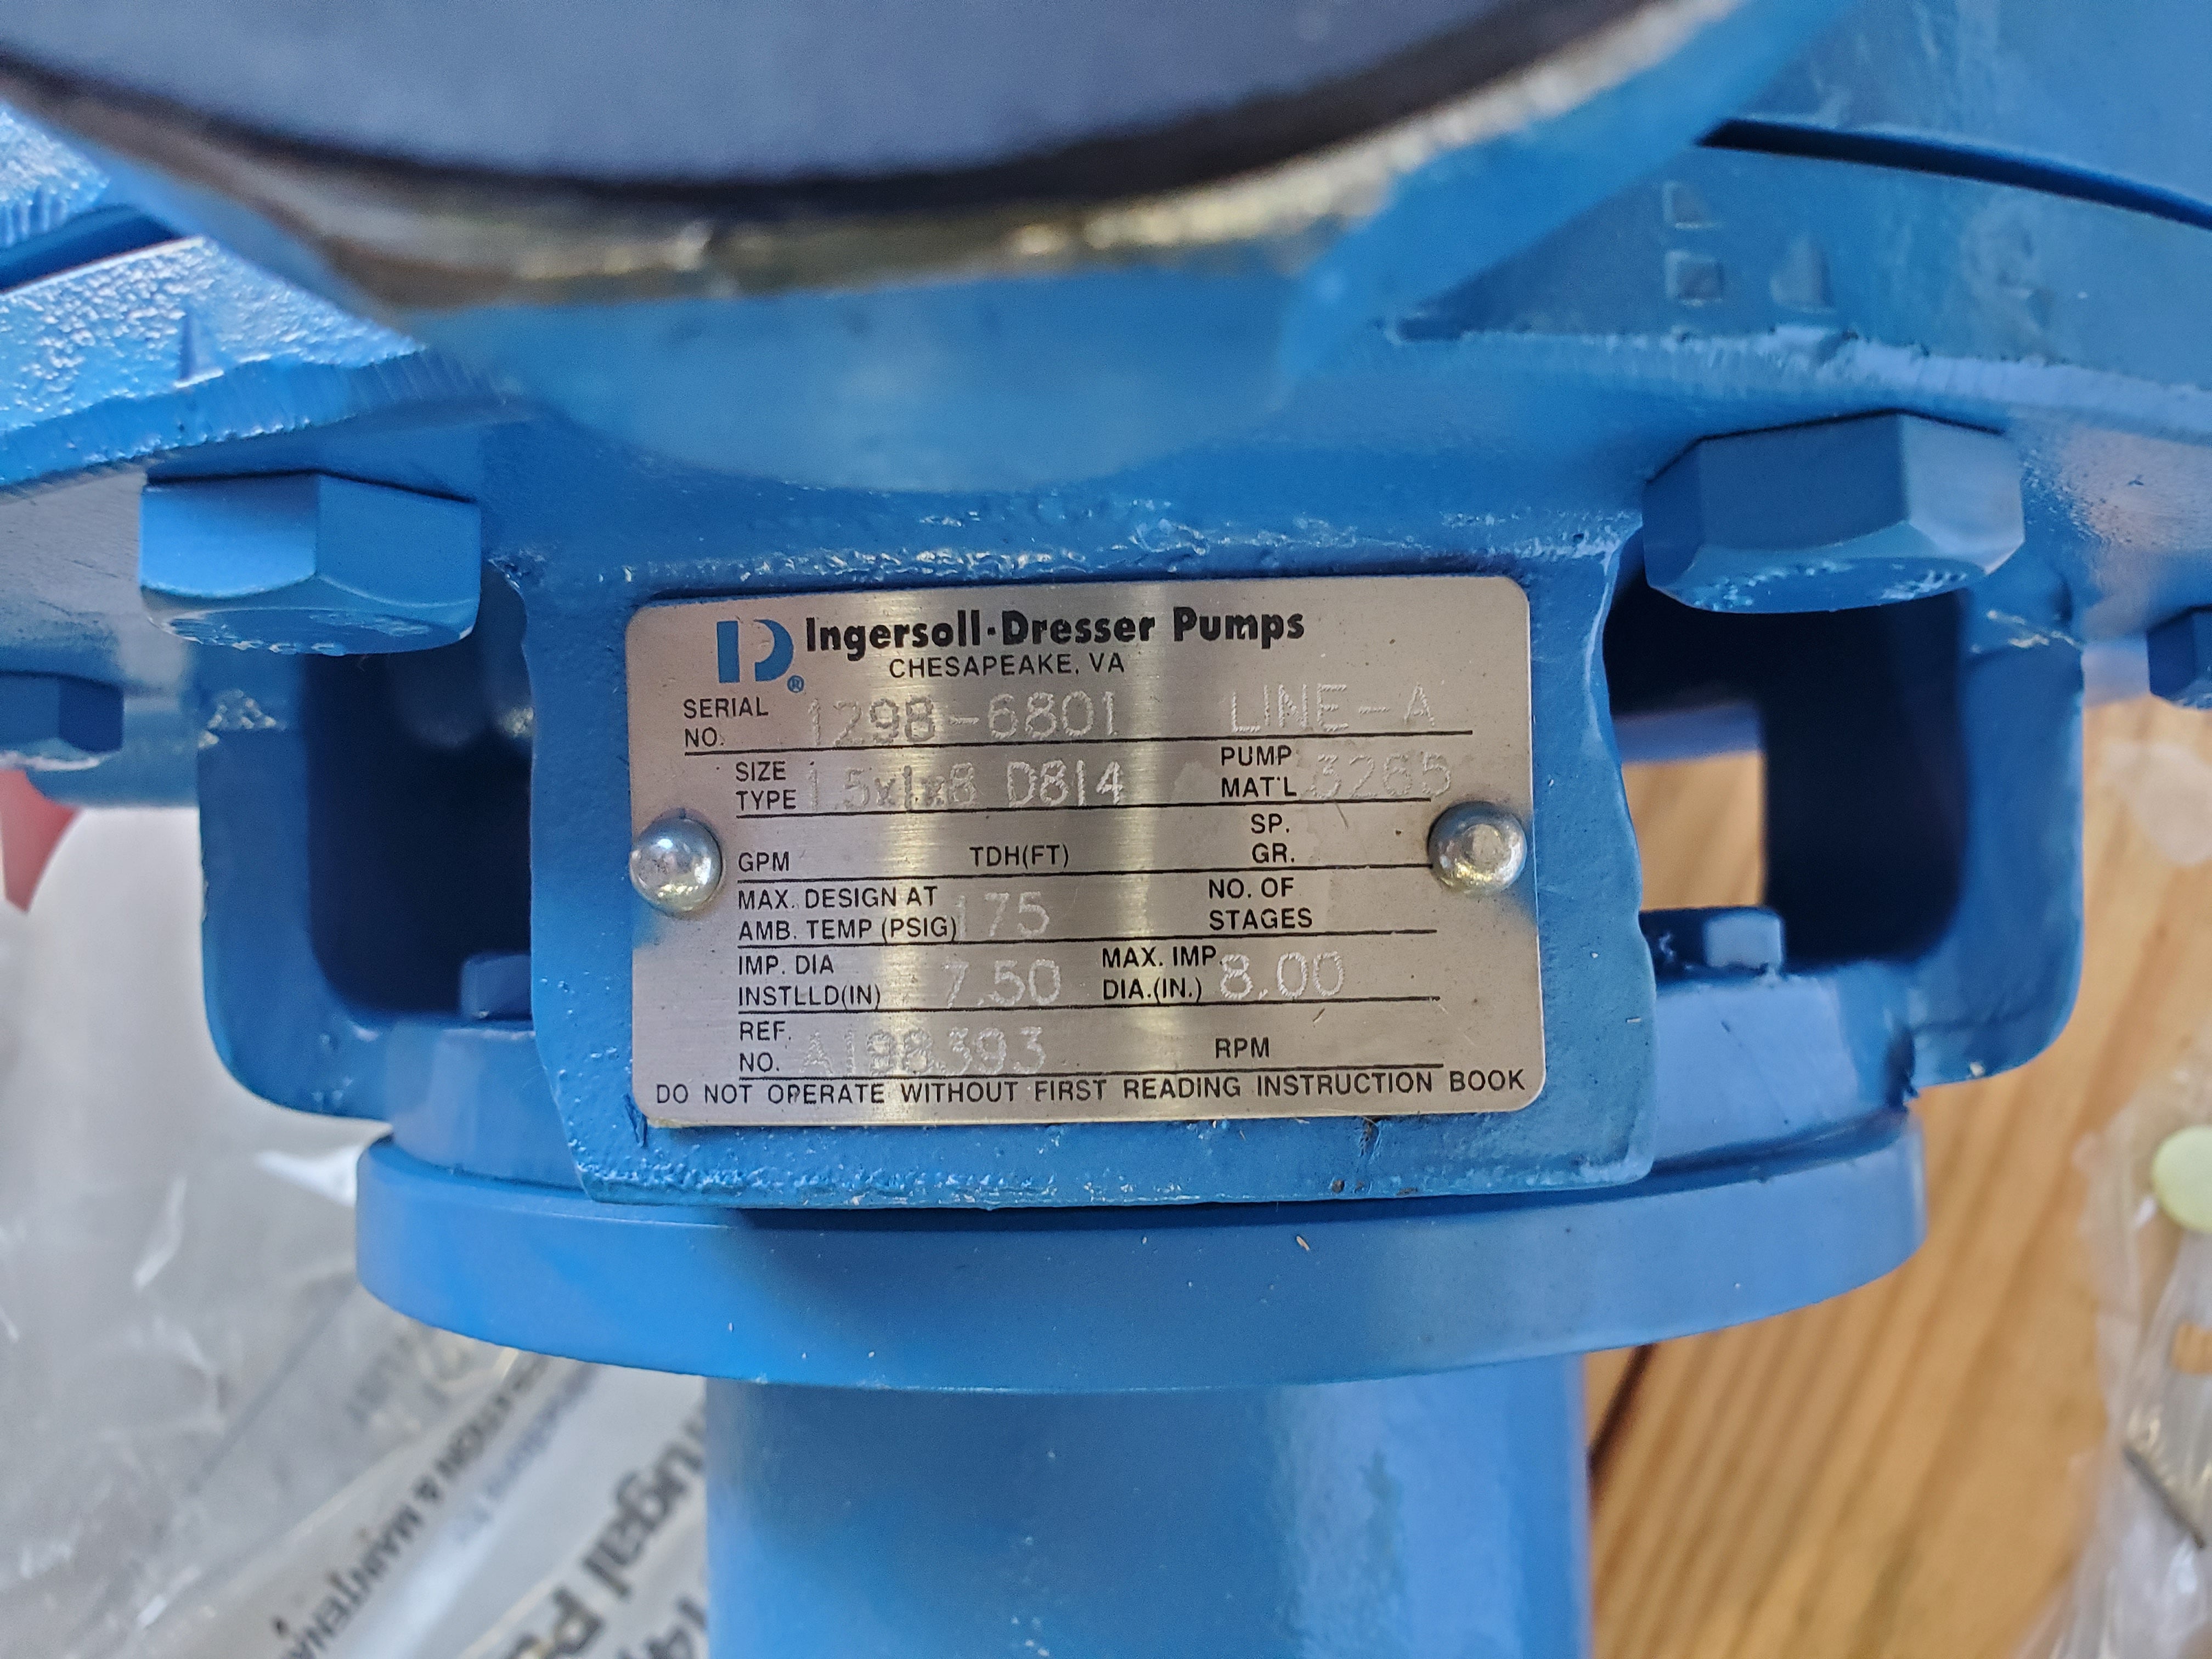 Ingersoll-Dresser Pumps
CHESAPEAKE, VA
SERIAL NO. 1298-6801 LINE-A
SIZE TYPE 1.5x1x8 D814 PUMP MAT'L 3265
GPM TDH(FT) SP. GR.
MAX. DESIGN AT AMB. TEMP (PSIG) 175 NO. OF STAGES
IMP. DIA INSTLLD(IN) 7.50 MAX. IMP. DIA.(IN.) 8.00
REF. NO. A198393 RPM
DO NOT OPERATE WITHOUT FIRST READING INSTRUCTION BOOK
& MAINTENA